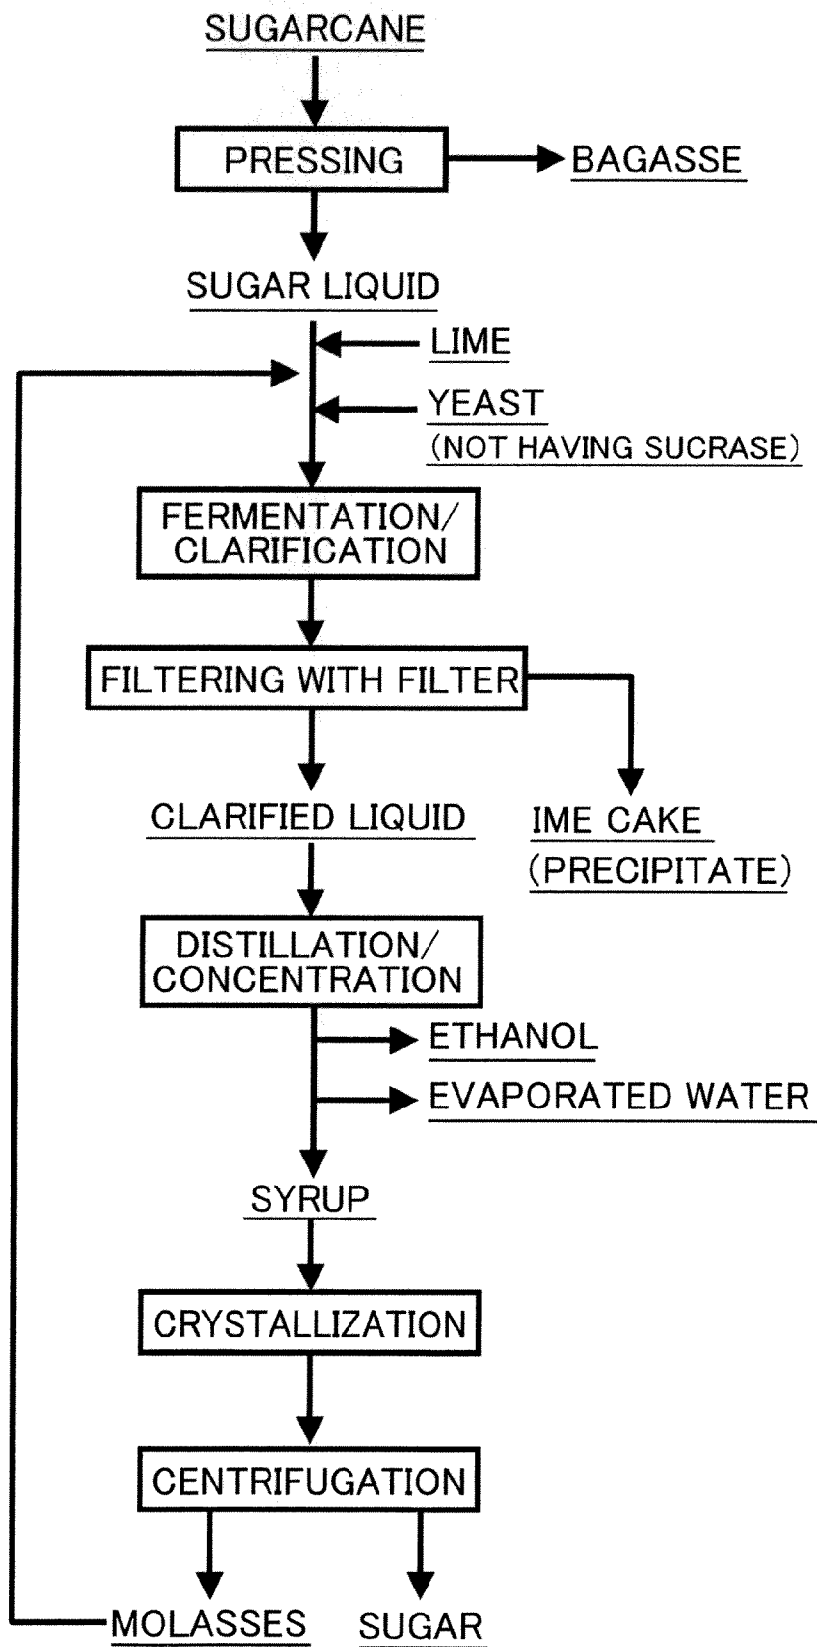 SUGARCANE
PRESSING
BAGASSE
SUGAR LIQUID
LIME
YEAST
(NOT HAVING SUCRASE)
FERMENTATION/
CLARIFICATION
FILTERING WITH FILTER
CLARIFIED LIQUID
IME CAKE
(PRECIPITATE)
DISTILLATION/
CONCENTRATION
ETHANOL
EVAPORATED WATER
SYRUP
CRYSTALLIZATION
CENTRIFUGATION
MOLASSES
SUGAR